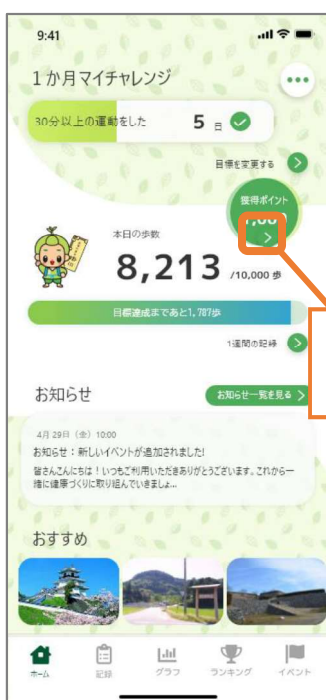 9:41
1か月マイチャレンジ
30分以上の運動をした 5 日
目標を変更する
獲得ポイント
本日の歩数
8,213 /10,000 歩
目標達成まであと1,787歩
1週間の記録
お知らせ
お知らせ一覧を見る
4月29日（金）10:00
お知らせ：新しいイベントが追加されました!
皆さんこんにちは！いつもご利用いただきありがとうございます。これから一
緒に健康づくりに取り組んでいきましょ...
おすすめ
ホーム 記録 グラフ ランキング イベント